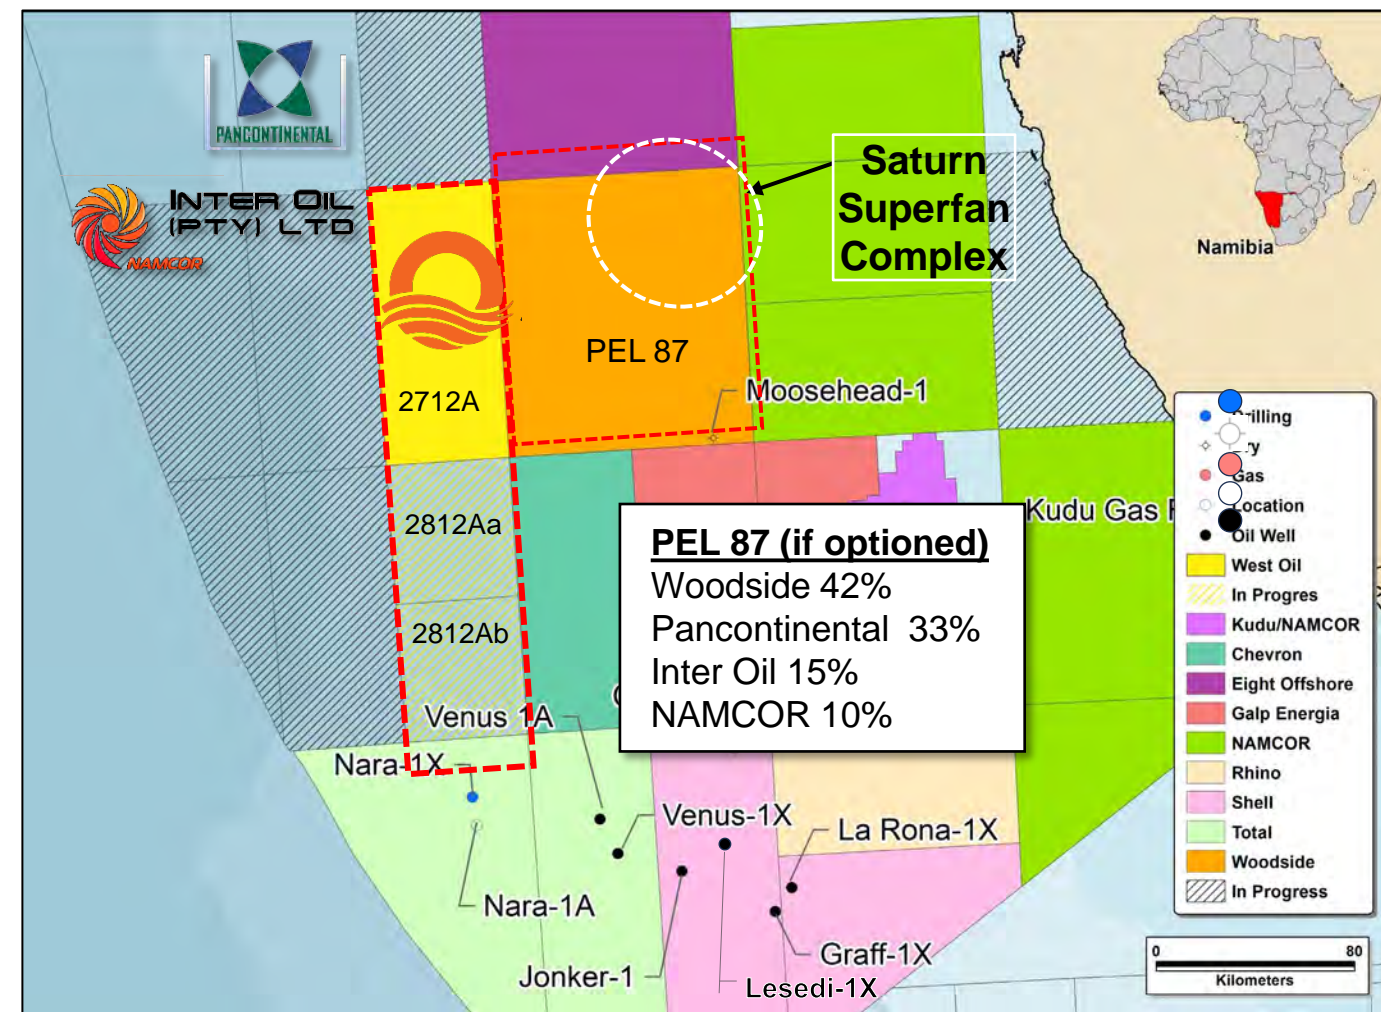 PANCONTINENTAL
INTER OIL
(PTY) LTD
NAMCOR
Saturn
Superfan
Complex
Namibia
PEL 87
2712A
Moosehead-1
2812Aa
2812Ab
Kudu Gas
PEL 87 (if optioned)
Woodside 42%
Pancontinental 33%
Inter Oil 15%
NAMCOR 10%
Venus 1A
Nara-1X
Venus-1X
La Rona-1X
Nara-1A
Graff-1X
Jonker-1
Lesedi-1X
rilling
y
Gas
Location
Oil Well
West Oil
In Progres
Kudu/NAMCOR
Chevron
Eight Offshore
Galp Energia
NAMCOR
Rhino
Shell
Total
Woodside
In Progress
0 80
Kilometers